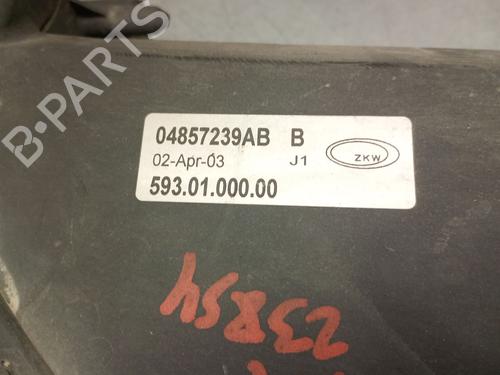 B-PARTS
04857239AB B
02-Apr-03 J1
ZKW
593.01.000.00
23854